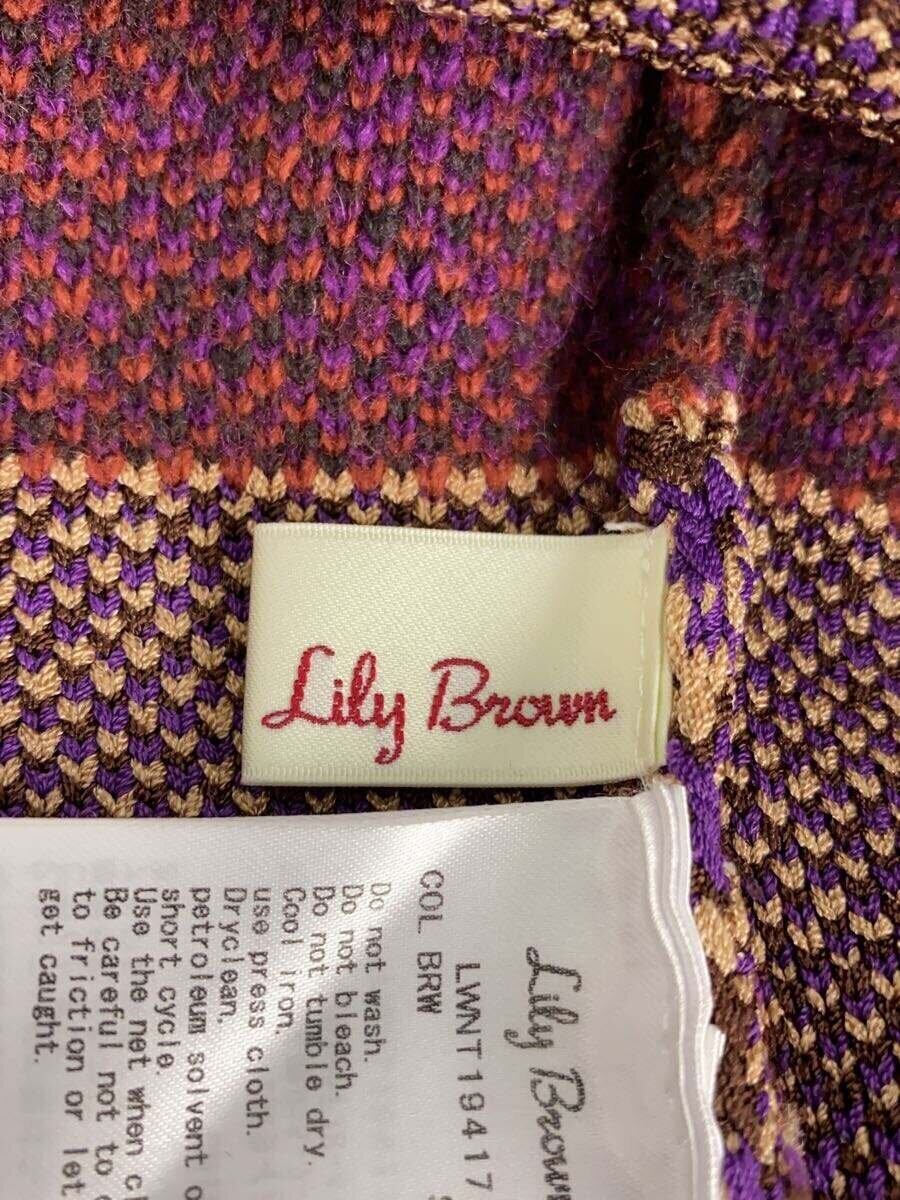 Lily Brown
Lily Brown
LWNT19417
COL BRW
Do not wash.
Do not bleach.
Do not tumble dry.
Cool iron.
use press cloth.
Dryclean.
petroleum solvent
short cycle.
Use the net when
Be careful not to
to friction or let
get caught.